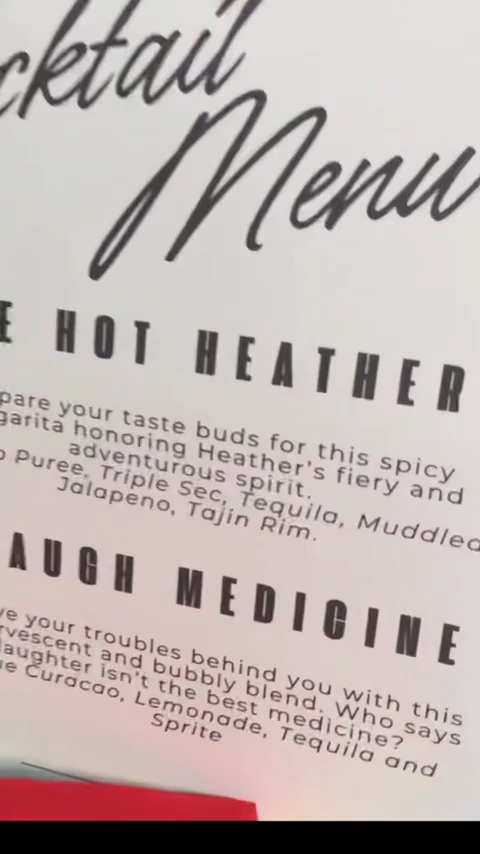 cktail
Menu
E HOT HEATHER
pare your taste buds for this spicy
garita honoring Heather's fiery and
adventurous spirit.
o Puree, Triple Sec, Tequila, Muddled
Jalapeno, Tajin Rim.
AUGH MEDICINE
ve your troubles behind you with this
rvescent and bubbly blend. Who says
laughter isn't the best medicine?
ue Curacao, Lemonade, Tequila and
Sprite